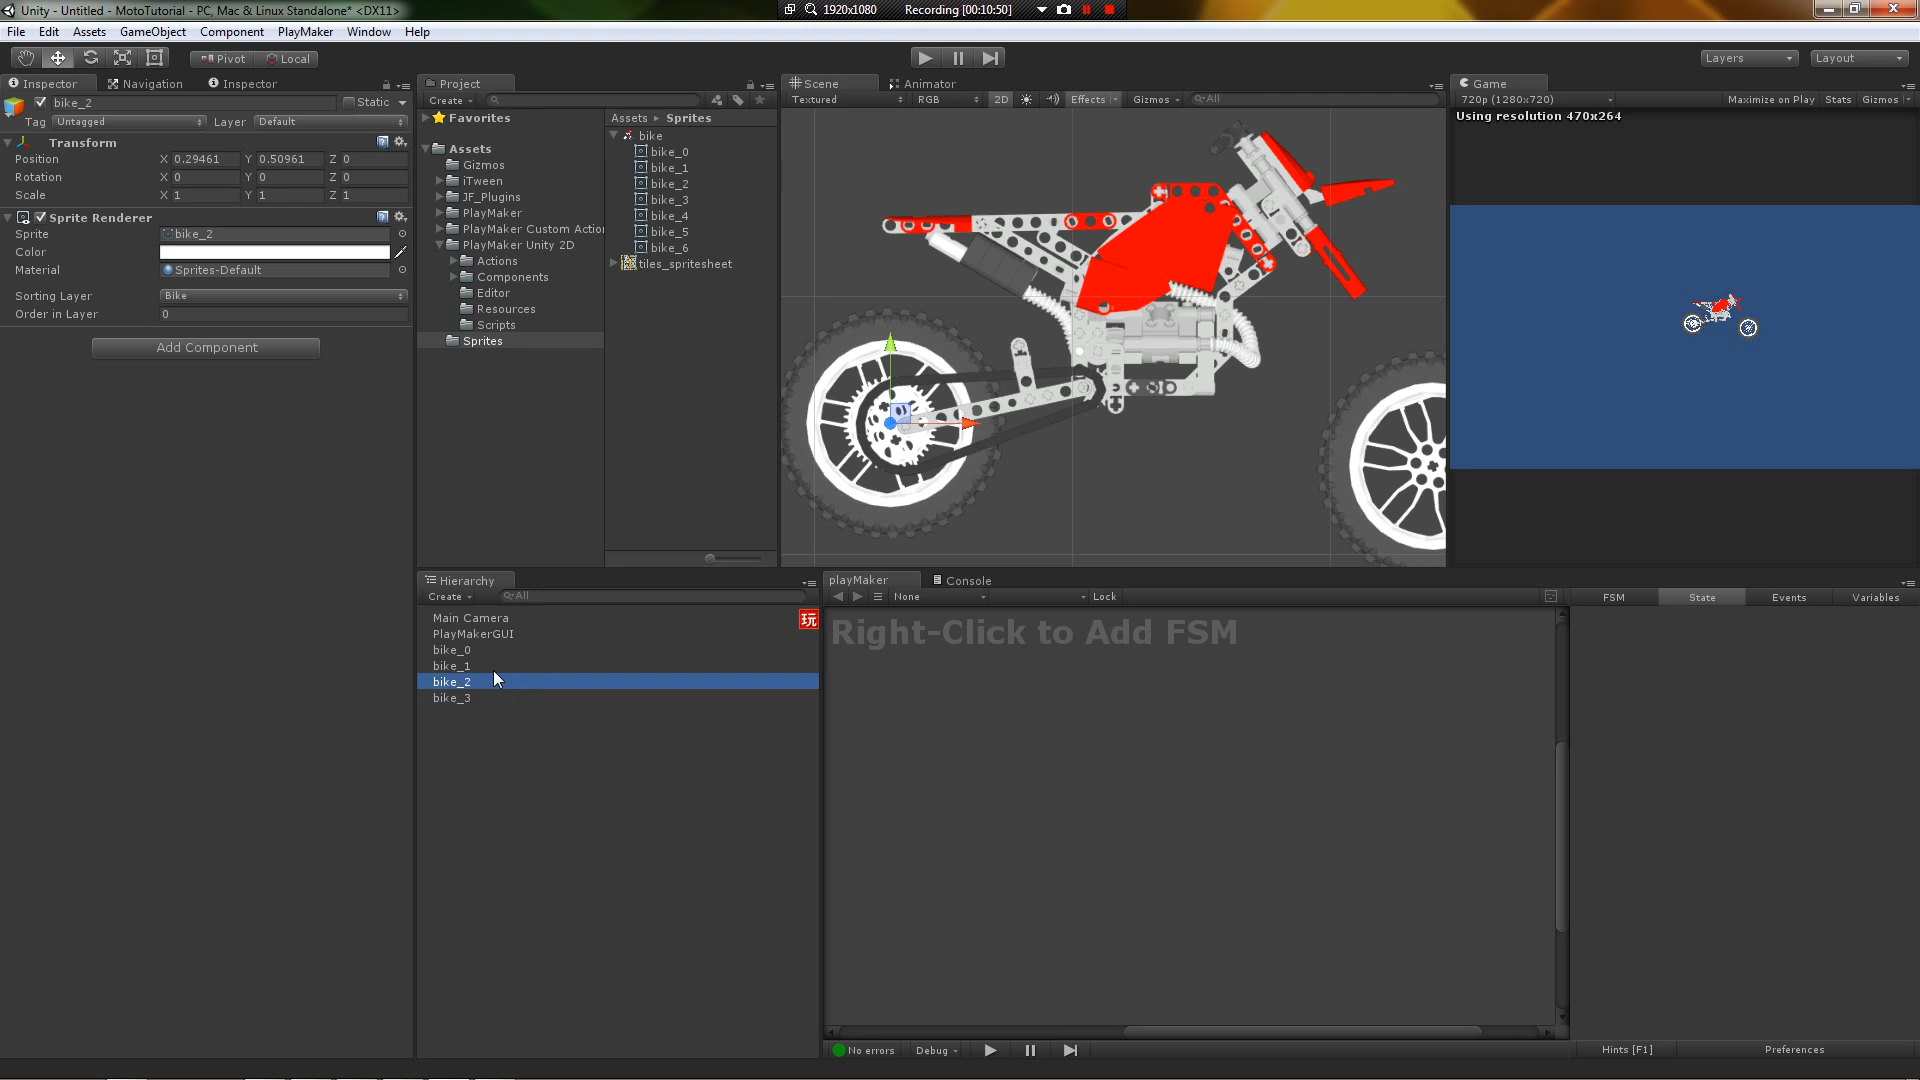 Unity - Untitled - MotoTutorial - PC, Mac & Linux Standalone* <DX11>
1920x1080 Recording [00:10:50]
File Edit Assets GameObject Component PlayMaker Window Help
Pivot Local Layers Layout
Inspector Navigation Inspector
bike_2 Static
Tag Untagged Layer Default
Transform
Position X 0.29461 Y 0.50961 Z 0
Rotation X 0 Y 0 Z 0
Scale X 1 Y 1 Z 1
Sprite Renderer
Sprite bike_2
Color
Material Sprites-Default
Sorting Layer Bike
Order in Layer 0
Add Component
Project
Create
Favorites
Assets
Gizmos
iTween
JF_Plugins
PlayMaker
PlayMaker Custom Action
PlayMaker Unity 2D
Actions
Components
Editor
Resources
Scripts
Sprites
Assets Sprites
bike
bike_0
bike_1
bike_2
bike_3
bike_4
bike_5
bike_6
tiles_spritesheet
Scene Animator
Textured RGB 2D Effects Gizmos All
Game
720p (1280x720) Maximize on Play Stats Gizmos
Using resolution 470x264
Hierarchy
Create All
Main Camera
玩
PlayMakerGUI
bike_0
bike_1
bike_2
bike_3
playMaker Console
None Lock
FSM State Events Variables
Right-Click to Add FSM
No errors Debug
Hints [F1] Preferences